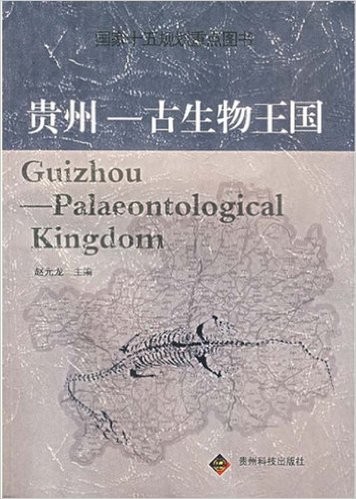 国家十五规划重点图书
贵州—古生物王国
Guizhou
—Palaeontological
Kingdom
赵元龙 主编
贵州科技出版社